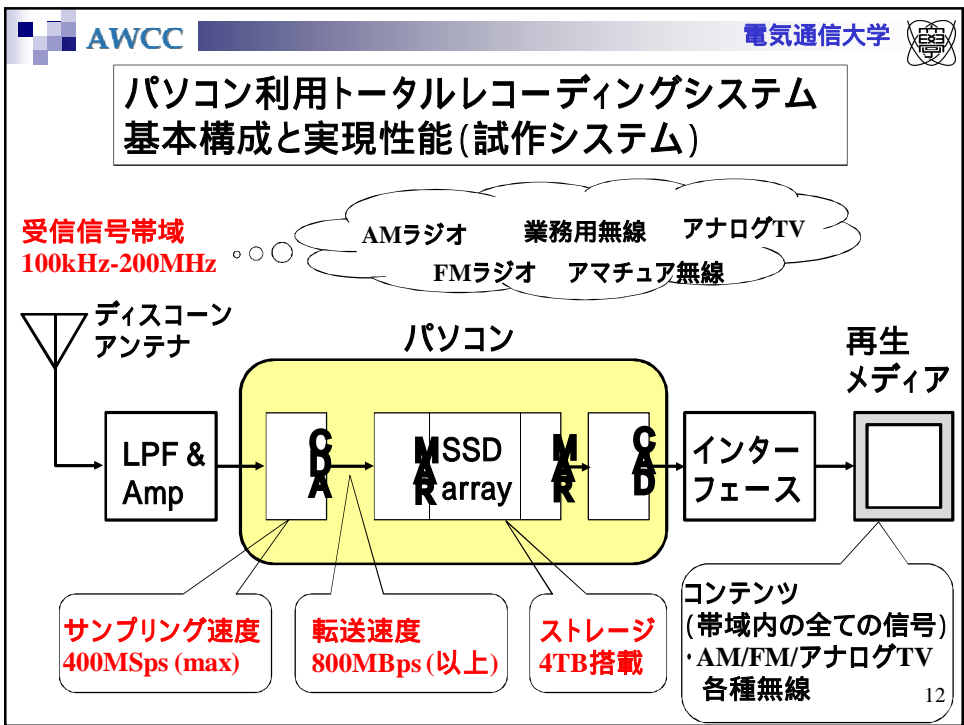 AWCC
電気通信大学
パソコン利用トータルレコーディングシステム
基本構成と実現性能(試作システム)
受信信号帯域
100kHz-200MHz
AMラジオ 業務用無線 アナログTV
FMラジオ アマチュア無線
ディスコーン
アンテナ
パソコン
再生
メディア
LPF &
Amp
CDA
MAR
SSD
array
MAR
CAD
インター
フェース
サンプリング速度
400MSps (max)
転送速度
800MBps (以上)
ストレージ
4TB搭載
コンテンツ
(帯域内の全ての信号)
・AM/FM/アナログTV
各種無線
12